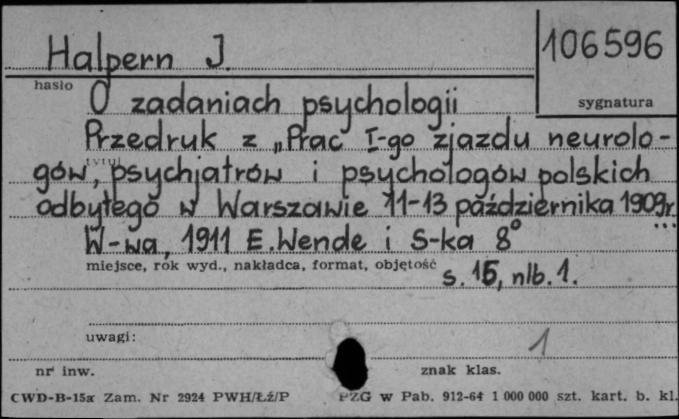 Halpern J.
106596
hasło
sygnatura
O zadaniach psychologii
Przedruk z „Prac I-go zjazdu neurolo-
tytuł
gów, psychjatrów i psychologów polskich
odbytego w Warszawie 11-13 października 1909r.
...
W-wa, 1911 E.Wende i S-ka 8°
miejsce, rok wyd., nakładca, format, objętość
s. 15, nlb. 1.
uwagi:
1
nr inw.
znak klas.
CWD-B-15a Zam. Nr 2924 PWH/Łź/P
PZG w Pab. 912-64 1 000 000 szt. kart. b. kl.